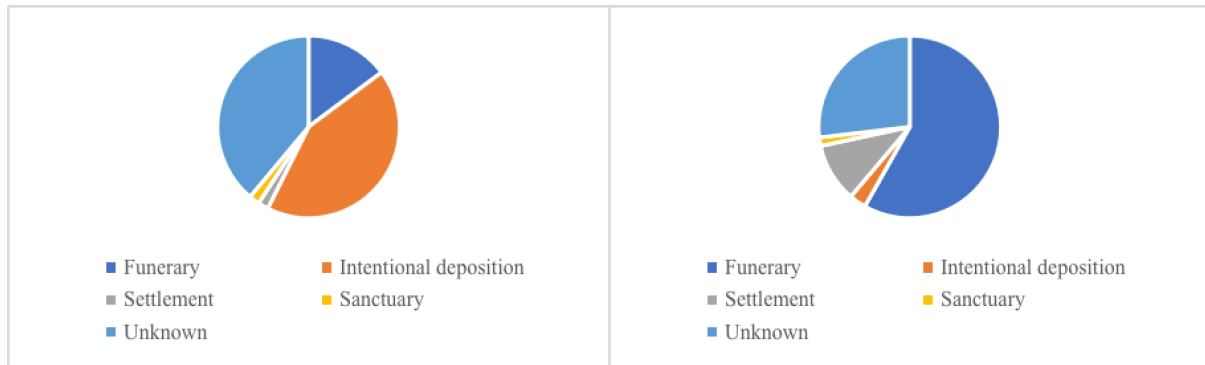 Funerary
Intentional deposition
Settlement
Sanctuary
Unknown
Funerary
Intentional deposition
Settlement
Sanctuary
Unknown